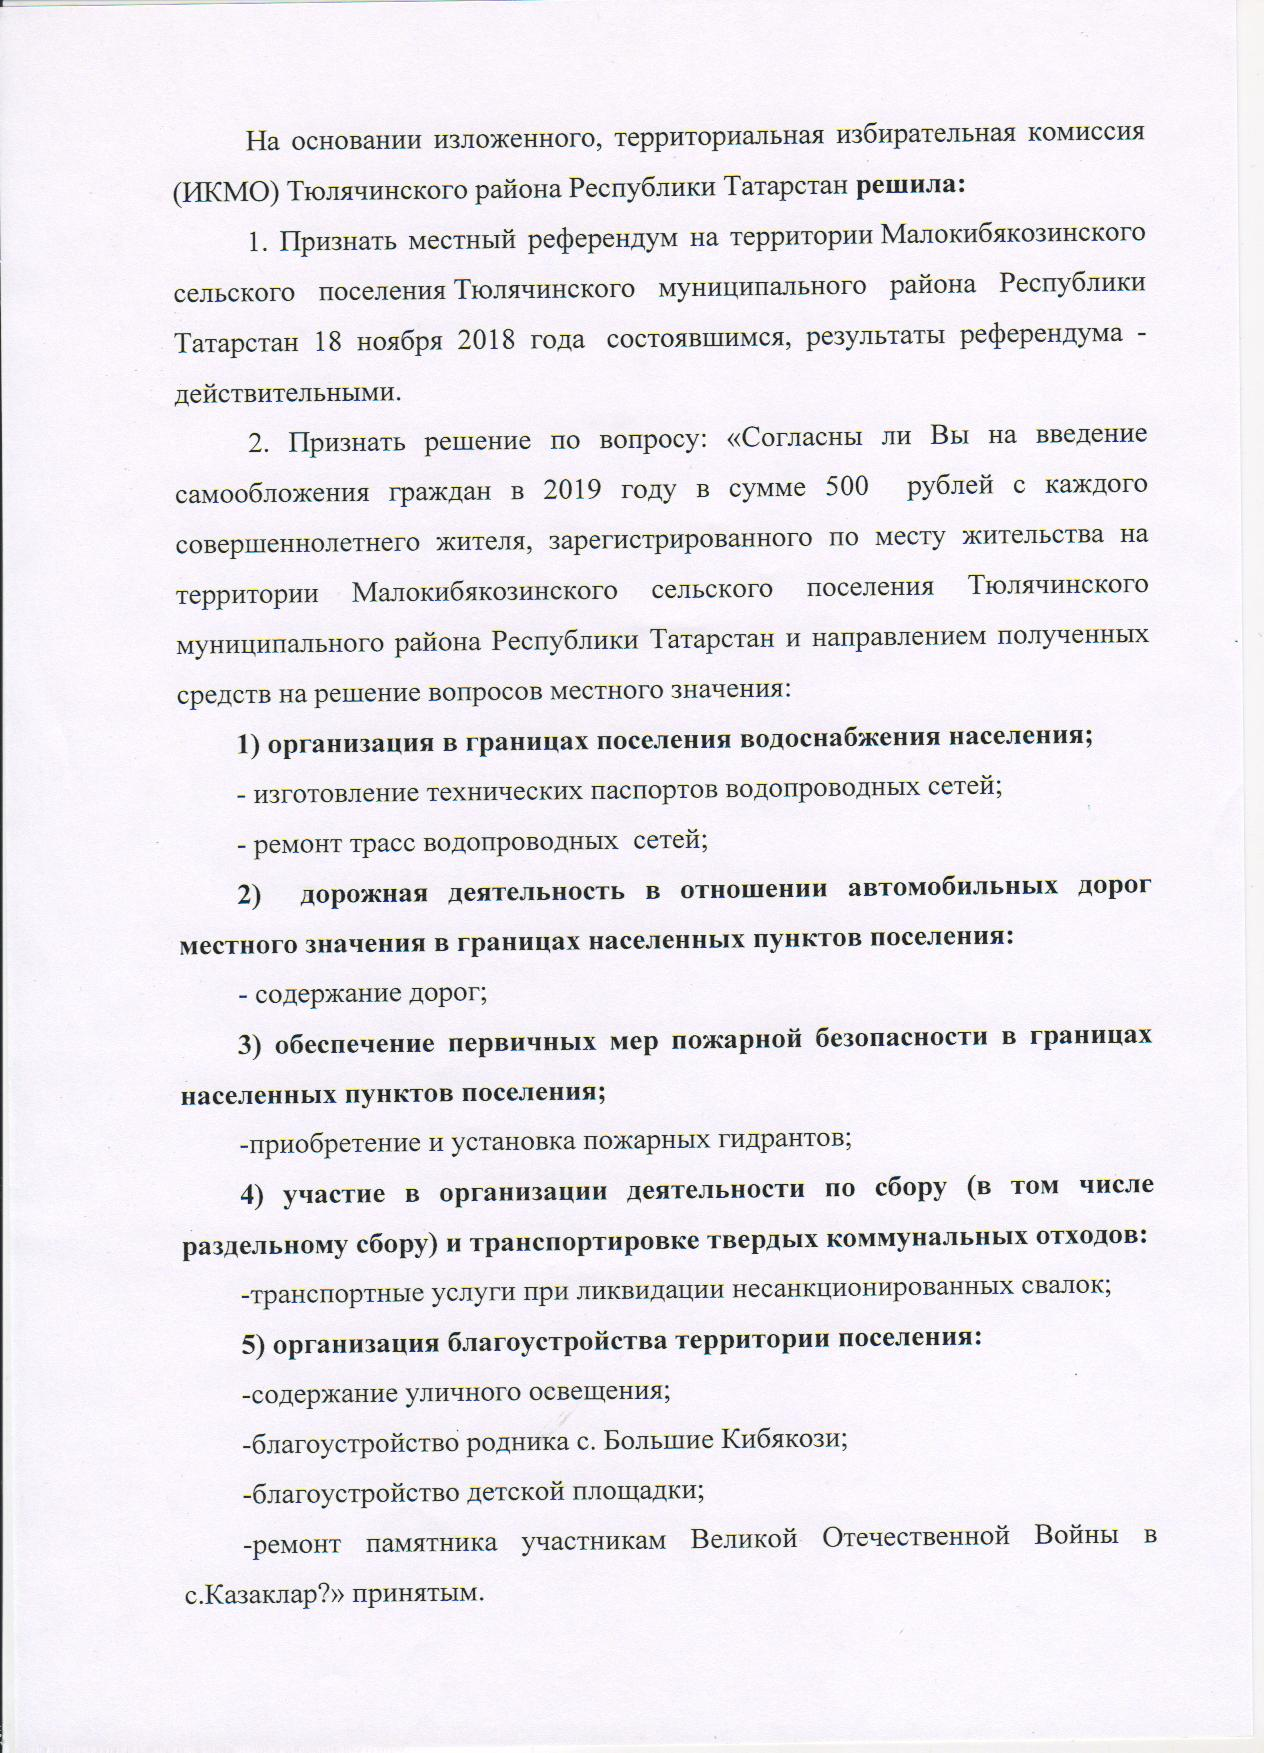 На основании изложенного, территориальная избирательная комиссия
(ИКМО) Тюлячинского района Республики Татарстан решила:
1. Признать местный референдум на территории Малокибякозинского
сельского поселения Тюлячинского муниципального района Республики
Татарстан 18 ноября 2018 года состоявшимся, результаты референдума -
действительными.
2. Признать решение по вопросу: «Согласны ли Вы на введение
самообложения граждан в 2019 году в сумме 500 рублей с каждого
совершеннолетнего жителя, зарегистрированного по месту жительства на
территории Малокибякозинского сельского поселения Тюлячинского
муниципального района Республики Татарстан и направлением полученных
средств на решение вопросов местного значения:
1) организация в границах поселения водоснабжения населения;
- изготовление технических паспортов водопроводных сетей;
- ремонт трасс водопроводных сетей;
2) дорожная деятельность в отношении автомобильных дорог
местного значения в границах населенных пунктов поселения:
- содержание дорог;
3) обеспечение первичных мер пожарной безопасности в границах
населенных пунктов поселения;
-приобретение и установка пожарных гидрантов;
4) участие в организации деятельности по сбору (в том числе
раздельному сбору) и транспортировке твердых коммунальных отходов:
-транспортные услуги при ликвидации несанкционированных свалок;
5) организация благоустройства территории поселения:
-содержание уличного освещения;
-благоустройство родника с. Большие Кибякози;
-благоустройство детской площадки;
-ремонт памятника участникам Великой Отечественной Войны в
с.Казаклар?» принятым.